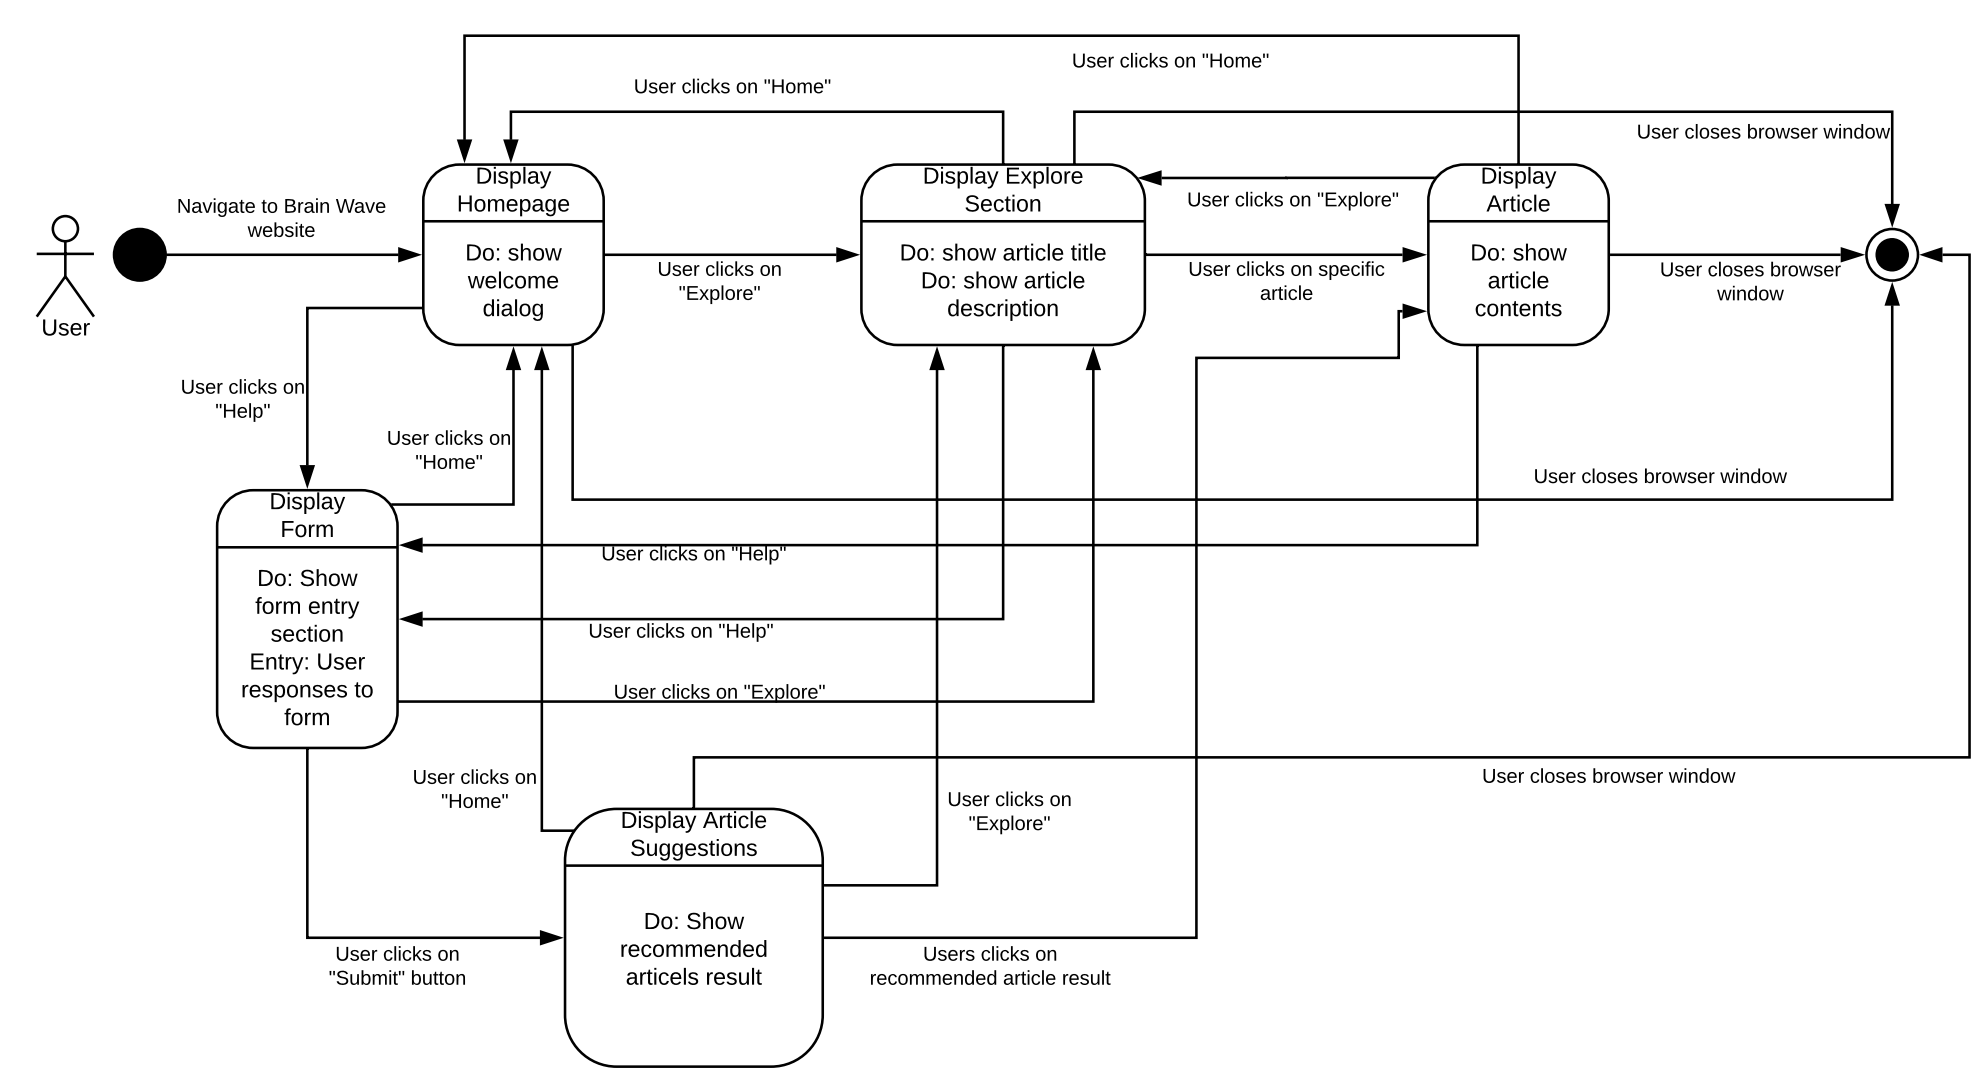 User clicks on "Home"
User clicks on "Home"
User closes browser window
Display
Homepage
Do: show
welcome
dialog
Display Explore
Section
Do: show article title
Do: show article
description
Display
Article
Do: show
article
contents
Navigate to Brain Wave
website
User
User clicks on "Explore"
User clicks on
"Explore"
User clicks on specific
article
User closes browser
window
User clicks on
"Help"
User clicks on
"Home"
User closes browser window
Display
Form
Do: Show
form entry
section
Entry: User
responses to
form
User clicks on "Help"
User clicks on "Help"
User clicks on "Explore"
User clicks on
"Home"
User clicks on
"Explore"
User closes browser window
Display Article
Suggestions
Do: Show
recommended
articels result
User clicks on
"Submit" button
Users clicks on
recommended article result